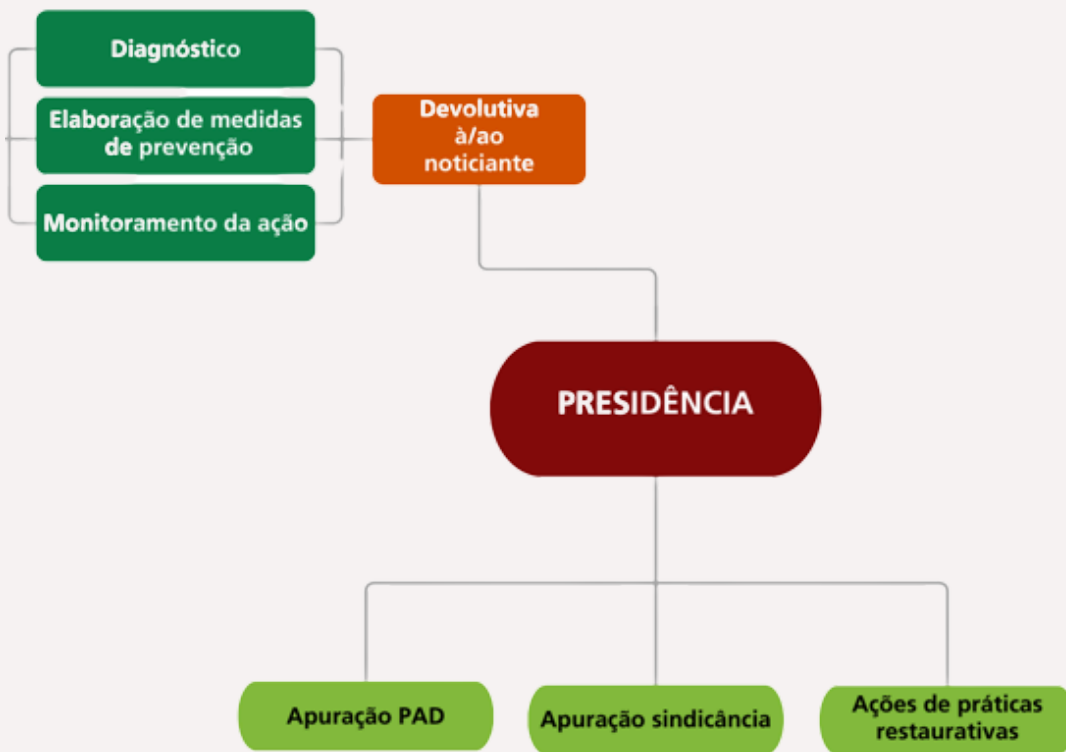 Diagnóstico
Elaboração de medidas
de prevenção
Monitoramento da ação
Devolutiva
à/ao
noticiante
PRESIDÊNCIA
Apuração PAD
Apuração sindicância
Ações de práticas
restaurativas